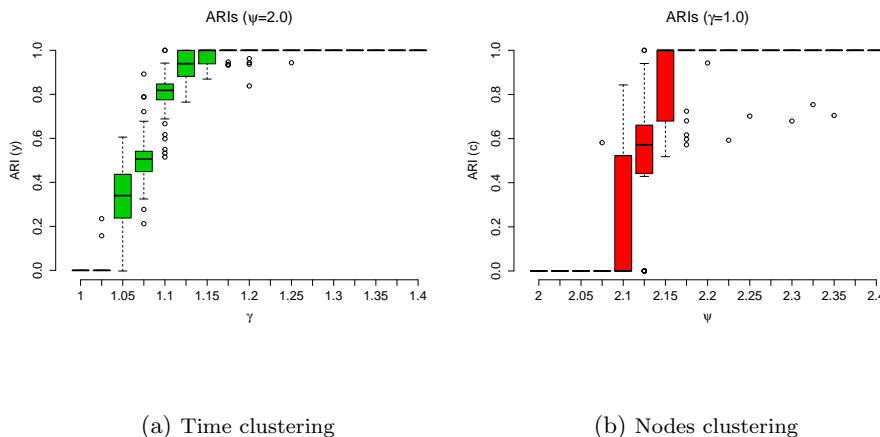 ARIs (ψ=2.0)
ARI (y)
0.0 0.2 0.4 0.6 0.8 1.0
1 1.05 1.1 1.15 1.2 1.25 1.3 1.35 1.4
γ
(a) Time clustering
ARIs (γ=1.0)
ARI (c)
0.0 0.2 0.4 0.6 0.8 1.0
2 2.05 2.1 2.15 2.2 2.25 2.3 2.35 2.4
ψ
(b) Nodes clustering